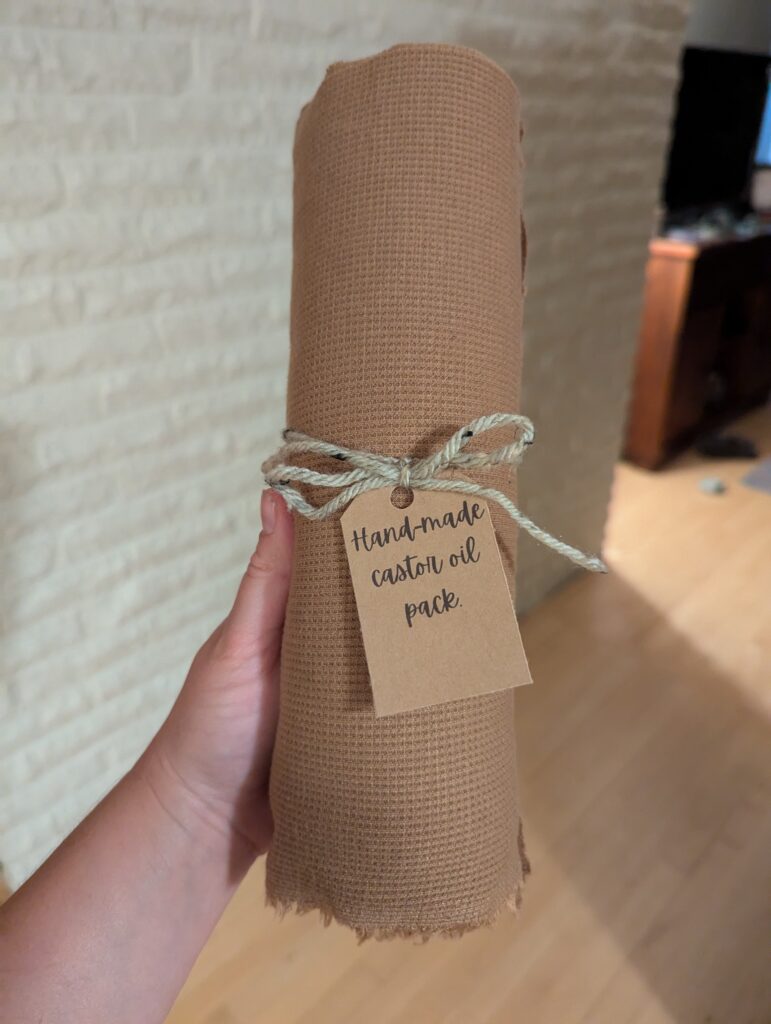 Hand-made
castor oil
pack.